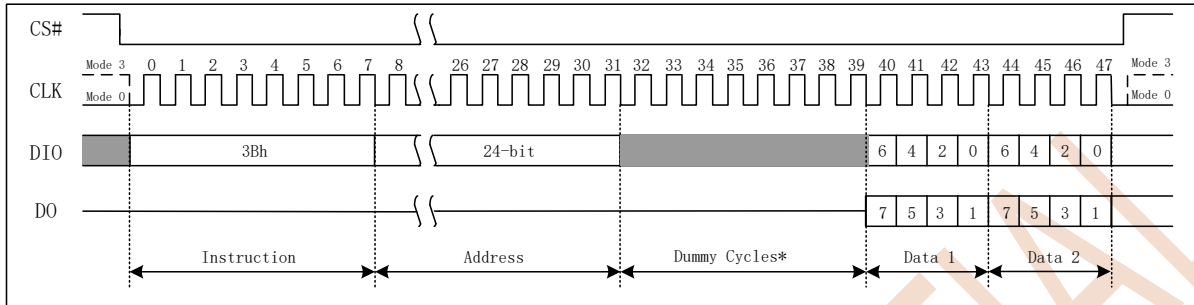 CS#
Mode 3 0 1 2 3 4 5 6 7 8 26 27 28 29 30 31 32 33 34 35 36 37 38 39 40 41 42 43 44 45 46 47 Mode 3
CLK
Mode 0 Mode 0
DIO 3Bh 24-bit 6 4 2 0 6 4 2 0
DO 7 5 3 1 7 5 3 1
Instruction Address Dummy Cycles* Data 1 Data 2